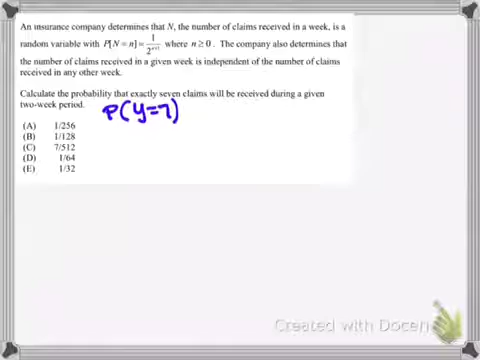 An insurance company determines that N, the number of claims received in a week, is a
random variable with P[N = n] = 1/2^{n+1} where n ≥ 0. The company also determines that
the number of claims received in a given week is independent of the number of claims
received in any other week.
Calculate the probability that exactly seven claims will be received during a given
two-week period. P(y=7)
(A) 1/256
(B) 1/128
(C) 7/512
(D) 1/64
(E) 1/32
Created with Docen